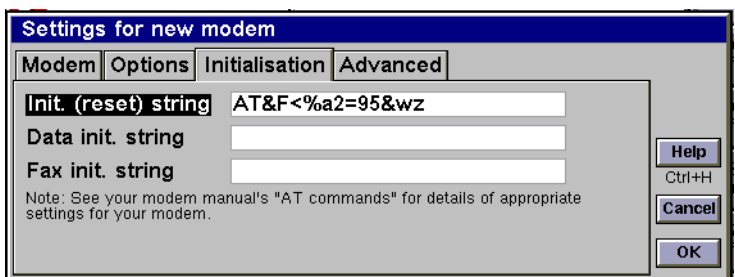 Settings for new modem
Modem Options Initialisation Advanced
Init. (reset) string AT&F<%a2=95&wz
Data init. string
Fax init. string
Note: See your modem manual's "AT commands" for details of appropriate
settings for your modem.
Help
Ctrl+H
Cancel
OK